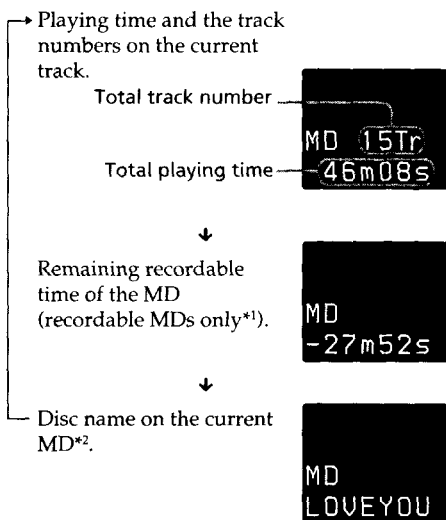 Playing time and the track
numbers on the current
track.
Total track number
MD 15Tr
Total playing time
46m08s
Remaining recordable
time of the MD
(recordable MDs only*1).
MD
-27m52s
Disc name on the current
MD*2.
MD
LOVEYOU